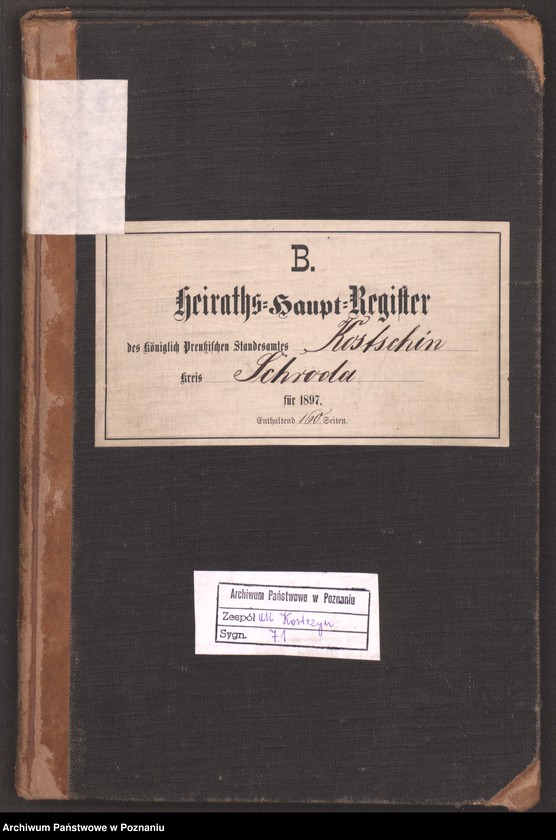 B.
Heiraths-Haupt-Register
des Königlich Preußischen Standesamtes Kostschin
Kreis Schroda
für 1897.
Enthaltend 160 Seiten.
Archiwum Państwowe w Poznaniu
Zespół USC Kostrzyn
Sygn. 71
Archiwum Państwowe w Poznaniu